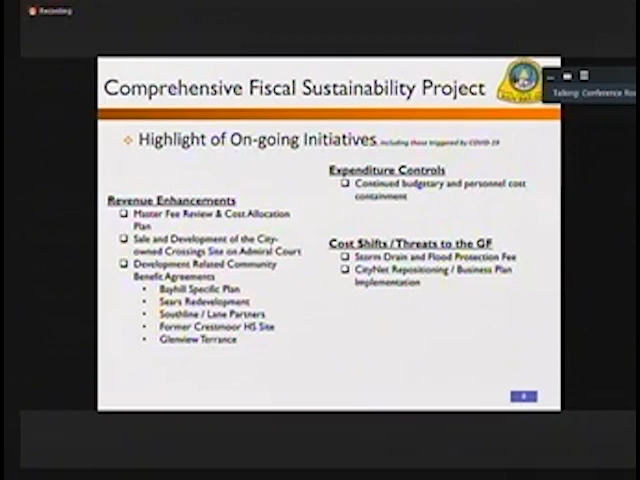 Recording
Comprehensive Fiscal Sustainability Project
Talking: Conference Roo
Highlight of On-going Initiatives, including those triggered by COVID-19
Revenue Enhancements
Master Fee Review & Cost Allocation
Plan
Sale and Development of the City-
owned Crossings Site on Admiral Court
Development Related Community
Benefit Agreements
• Bayhill Specific Plan
• Sears Redevelopment
• Southline / Lane Partners
• Former Crestmoor HS Site
• Glenview Terrance
Expenditure Controls
Continued budgetary and personnel cost
containment
Cost Shifts / Threats to the GF
Storm Drain and Flood Protection Fee
CityNet Repositioning / Business Plan
Implementation